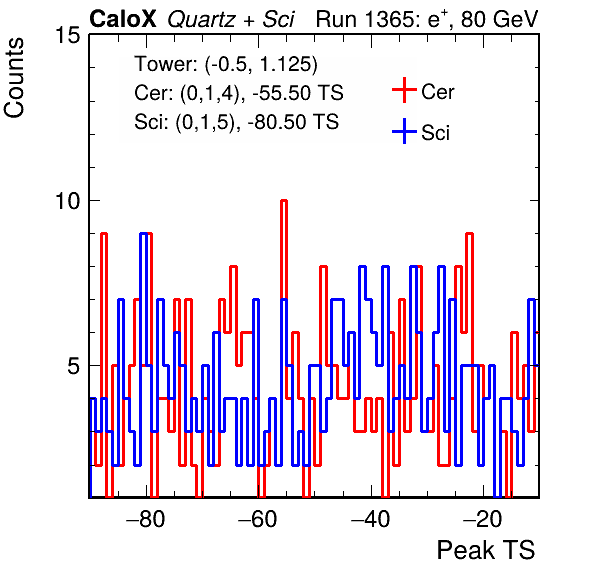 CaloX Quartz + Sci Run 1365: e+, 80 GeV
Counts
15
10
5
Tower: (-0.5, 1.125)
Cer: (0,1,4), -55.50 TS
Sci: (0,1,5), -80.50 TS
Cer
Sci
−80 −60 −40 −20
Peak TS